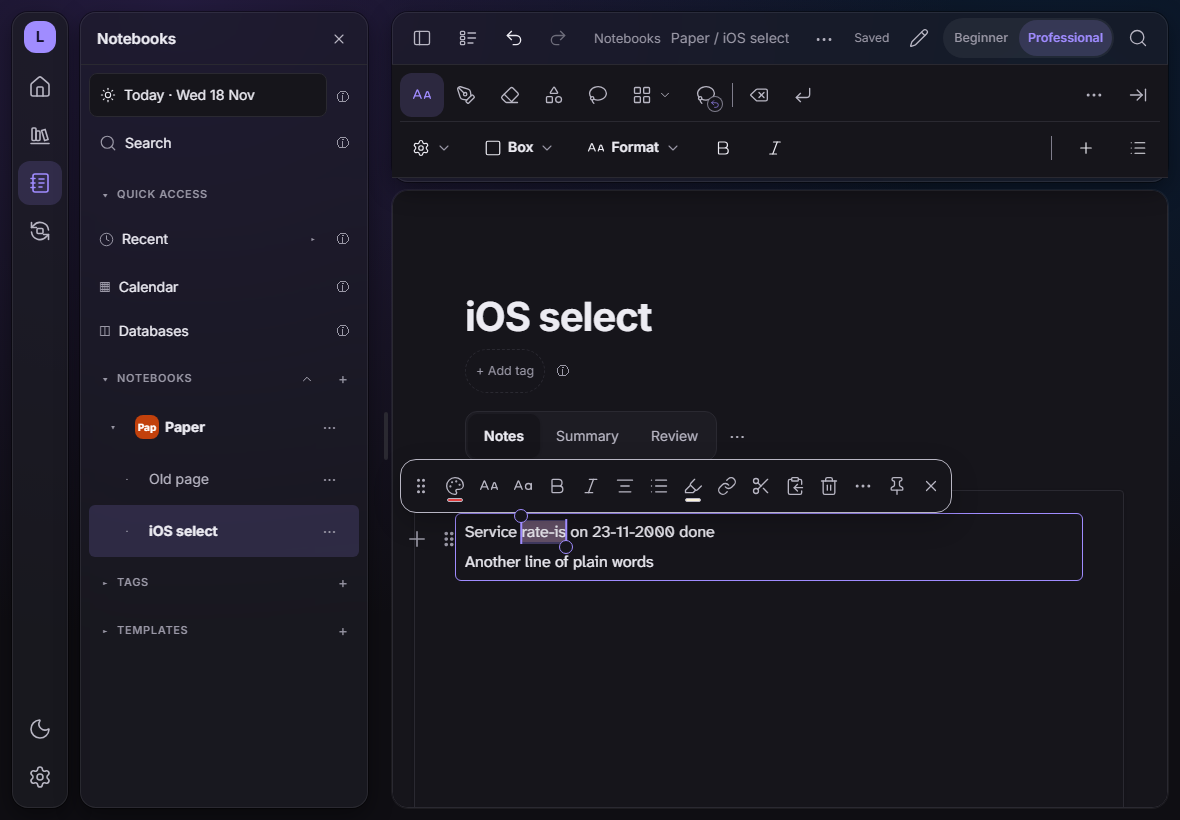 L
Notebooks
Today · Wed 18 Nov
Search
QUICK ACCESS
Recent
Calendar
Databases
NOTEBOOKS
Pap Paper
Old page
iOS select
TAGS
TEMPLATES
Notebooks Paper / iOS select
Saved
Beginner Professional
AA
Box
AA Format
B I
iOS select
+ Add tag
Notes Summary Review
AA Aa B I
Service rate-is on 23-11-2000 done
Another line of plain words